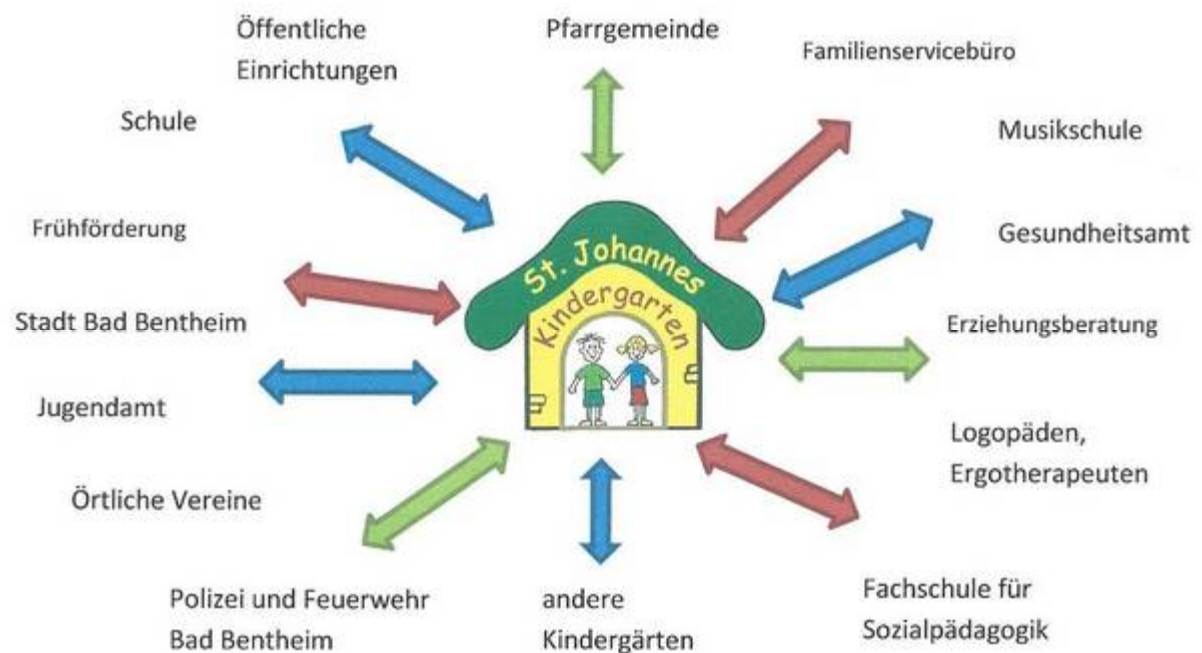 Öffentliche
Einrichtungen
Pfarrgemeinde
Familienservicebüro
Schule
Musikschule
Frühförderung
Gesundheitsamt
St. Johannes
Kindergarten
Stadt Bad Bentheim
Erziehungsberatung
Jugendamt
Logopäden,
Ergotherapeuten
Örtliche Vereine
Polizei und Feuerwehr
Bad Bentheim
andere
Kindergärten
Fachschule für
Sozialpädagogik